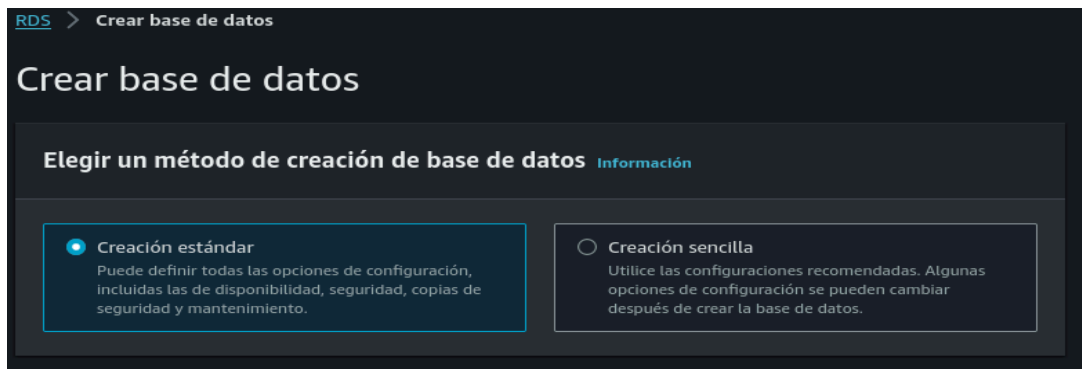 RDS > Crear base de datos
Crear base de datos
Elegir un método de creación de base de datos Información
Creación estándar
Puede definir todas las opciones de configuración,
incluidas las de disponibilidad, seguridad, copias de
seguridad y mantenimiento.
Creación sencilla
Utilice las configuraciones recomendadas. Algunas
opciones de configuración se pueden cambiar
después de crear la base de datos.